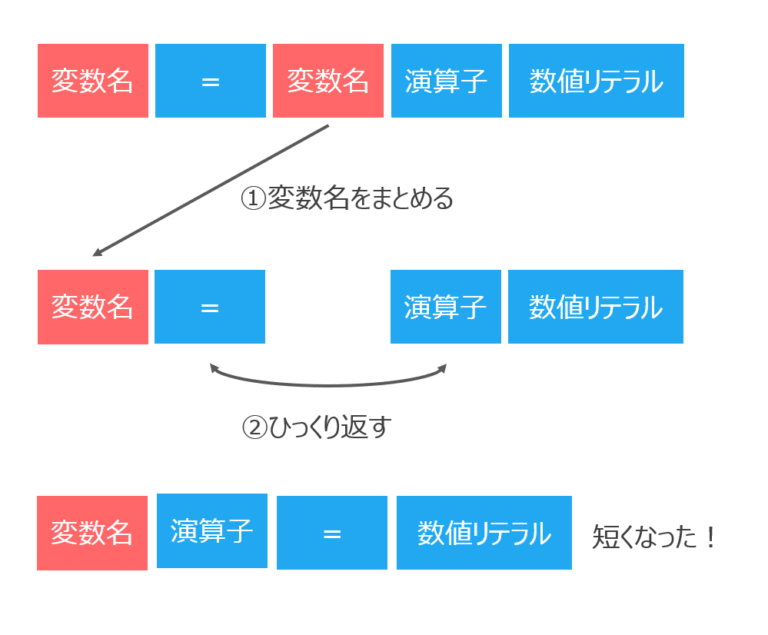 変数名 = 変数名 演算子 数値リテラル
①変数名をまとめる
変数名 = 演算子 数値リテラル
②ひっくり返す
変数名 演算子 = 数値リテラル 短くなった！